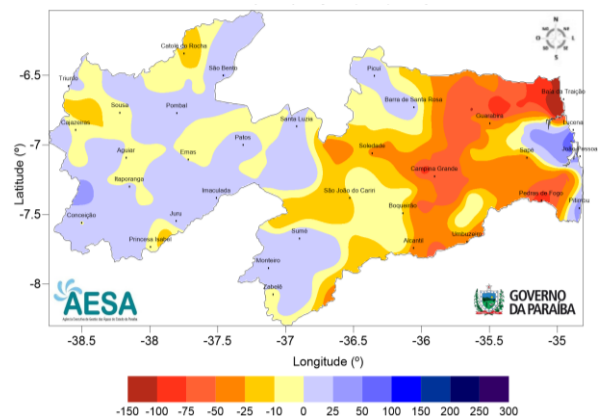 Catolé do Rocha
São Bento
Triunfo
Sousa
Pombal
Cajazeiras
Aguiar
Emas
Patos
Santa Luzia
Itaporanga
Imaculada
Conceição
Juru
Princesa Isabel
Picuí
Barra de Santa Rosa
Baía da Traição
Guarabira
Lucena
João Pessoa
Soledade
Sapé
Campina Grande
São João do Cariri
Boqueirão
Pedras de Fogo
Pitimbu
Sumé
Monteiro
Zabelê
Alcantil
Umbuzeiro
N
O
L
S
-6.5
-7
-7.5
-8
Latitude (º)
-38.5
-38
-37.5
-37
-36.5
-36
-35.5
-35
Longitude (º)
AESA
GOVERNO
DA PARAÍBA
-150 -100 -75 -50 -25 -10 0 25 50 100 150 200 250 300